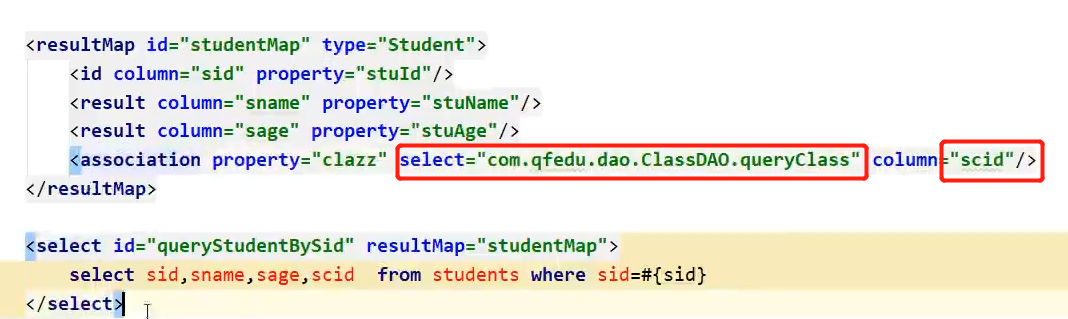 <resultMap id="studentMap" type="Student">
<id column="sid" property="stuId"/>
<result column="sname" property="stuName"/>
<result column="sage" property="stuAge"/>
<association property="clazz" select="com.qfedu.dao.ClassDAO.queryClass" column="scid"/>
</resultMap>
<select id="queryStudentBySid" resultMap="studentMap">
select sid,sname,sage,scid  from students where sid=#{sid}
</select>